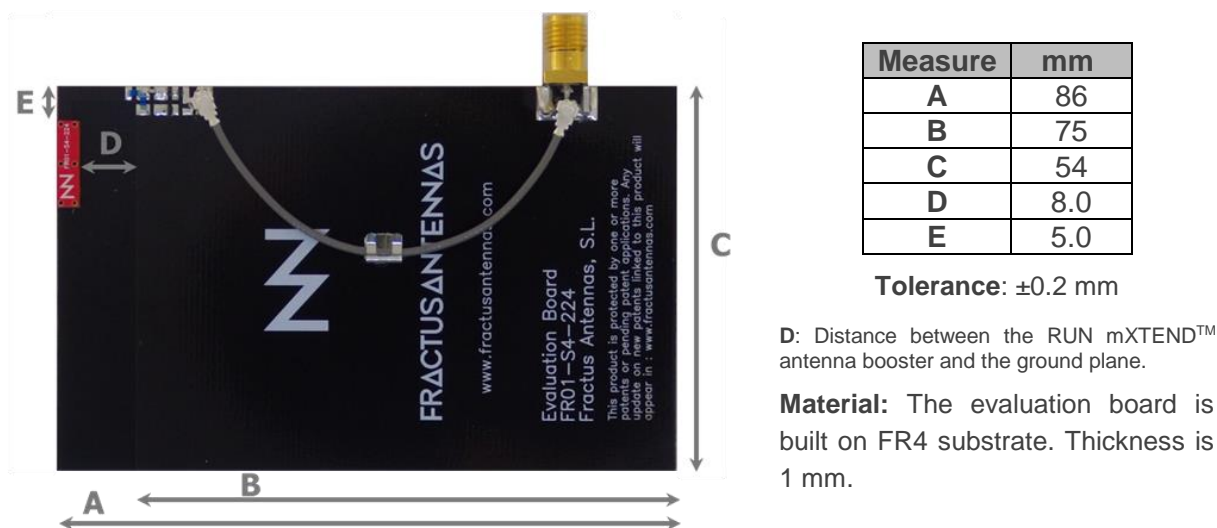 E
D
C
B
A
FR01-S4-224
FRACTUSANTENNAS
www.fractusantennas.com
Evaluation Board
FR01-S4-224
Fractus Antennas, S.L.
This product is protected by one or more
patents or pending patent applications. Any
update on new patents linked to this product will
appear in : www.fractusantennas.com
Measure mm
A 86
B 75
C 54
D 8.0
E 5.0
Tolerance: ±0.2 mm
D: Distance between the RUN mXTEND™
antenna booster and the ground plane.
Material: The evaluation board is
built on FR4 substrate. Thickness is
1 mm.